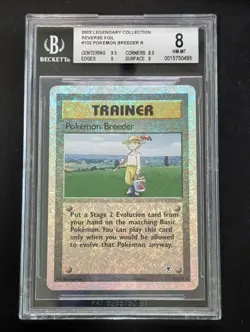 BECKETT
2002 LEGENDARY COLLECTION
REVERSE FOIL
#102 POKEMON BREEDER R
CENTERING 9.5 CORNERS 8.5
EDGES 8 SURFACE 8
8
NM-MT
0015750495
TRAINER
Pokémon Breeder
Put a Stage 2 Evolution card from your
hand on the matching Basic
Pokémon. You can play this card
only when you would be allowed
to evolve that Pokémon anyway.